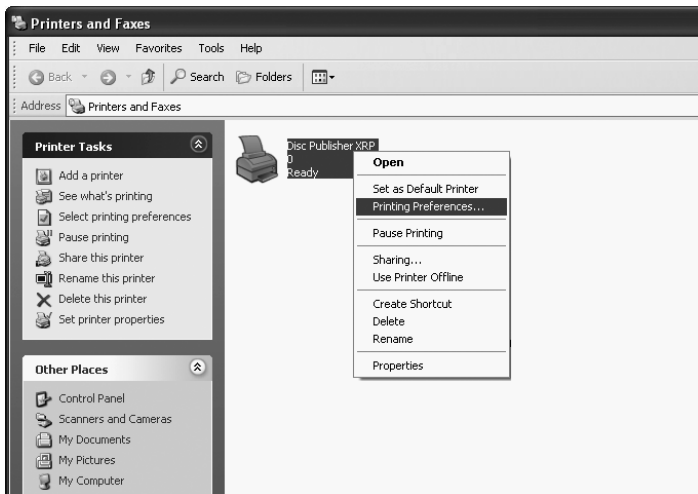 Printers and Faxes
File Edit View Favorites Tools Help
Back Search Folders
Address Printers and Faxes
Printer Tasks
Add a printer
See what's printing
Select printing preferences
Pause printing
Share this printer
Rename this printer
Delete this printer
Set printer properties
Other Places
Control Panel
Scanners and Cameras
My Documents
My Pictures
My Computer
Disc Publisher XRP
0
Ready
Open
Set as Default Printer
Printing Preferences...
Pause Printing
Sharing...
Use Printer Offline
Create Shortcut
Delete
Rename
Properties